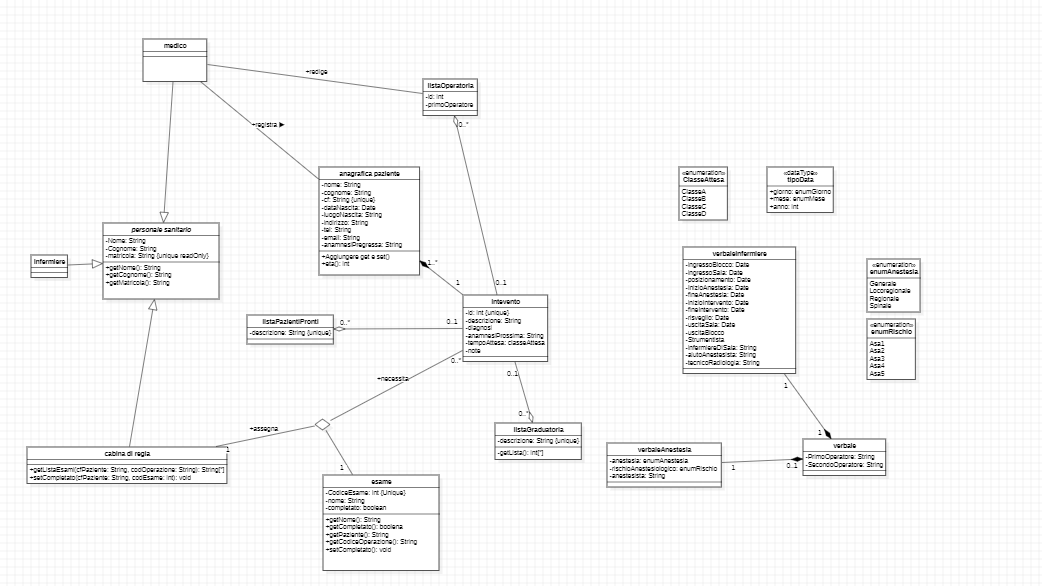 medico
+redige
listaOperatoria
-id: int
-primoOperatore
0..*
+registra ►
anagrafica paziente
-nome: String
-cognome: String
-cf: String {unique}
-dataNascita: Date
-luogoNascita: String
-indirizzo: String
-tel: String
-email: String
-anamnesiPregressa: String
+Aggiungere get e set()
+eta(): int
1..*
1
0..1
personale sanitario
-Nome: String
-Cognome: String
-matricola: String {unique readOnly}
+getNome(): String
+getCognome(): String
+getMatricola(): String
Infermiere
listaPazientiPronti
-descrizione: String {unique}
0..*
0..1
Intevento
-id: int {unique}
-descrizione: String
-diagnosi
-anamnesiProssima: String
-tempoAttesa: classeAttesa
-note
0..*
0..1
+necessita
+assegna
1
1
0..*
listaGraduatoria
-descrizione: String {unique}
-getLista(): int[*]
cabina di regia
+getListaEsami(cfPaziente: String, codOperazione: String): String[*]
+setCompletato(cfPaziente: String, codEsame: int): void
esame
-CodiceEsame: int {Unique}
-nome: String
-completato: boolean
+getNome(): String
+getCompletato(): boolena
+getPaziente(): String
+getCodiceOperazione(): String
+setCompletato(): void
«enumeration»
ClasseAttesa
ClasseA
ClasseB
ClasseC
ClasseD
«dataType»
tipoData
+giorno: enumGiorno
+mese: enumMese
+anno: int
verbaleInfermiere
-ingressoBlocco: Date
-ingressoSala: Date
-posizionamento: Date
-inizioAnestesia: Date
-fineAnestesia: Date
-inizioIntervento: Date
-fineIntervento: Date
-risveglio: Date
-uscitaSala: Date
-uscitaBlocco
-Strumentista
-infermiereDiSala: String
-aiutoAnestesista: String
-tecnicoRadiologia: String
«enumeration»
enumAnestesia
Generale
Locoregionale
Regionale
Spinale
«enumeration»
enumRischio
Asa1
Asa2
Asa3
Asa4
Asa5
1
1
verbale
-PrimoOperatore: String
-SecondoOperatore: String
verbaleAnestesia
-anestesia: enumAnestesia
-rischioAnestesiologico: enumRischio
-anestesista: String
1
0..1